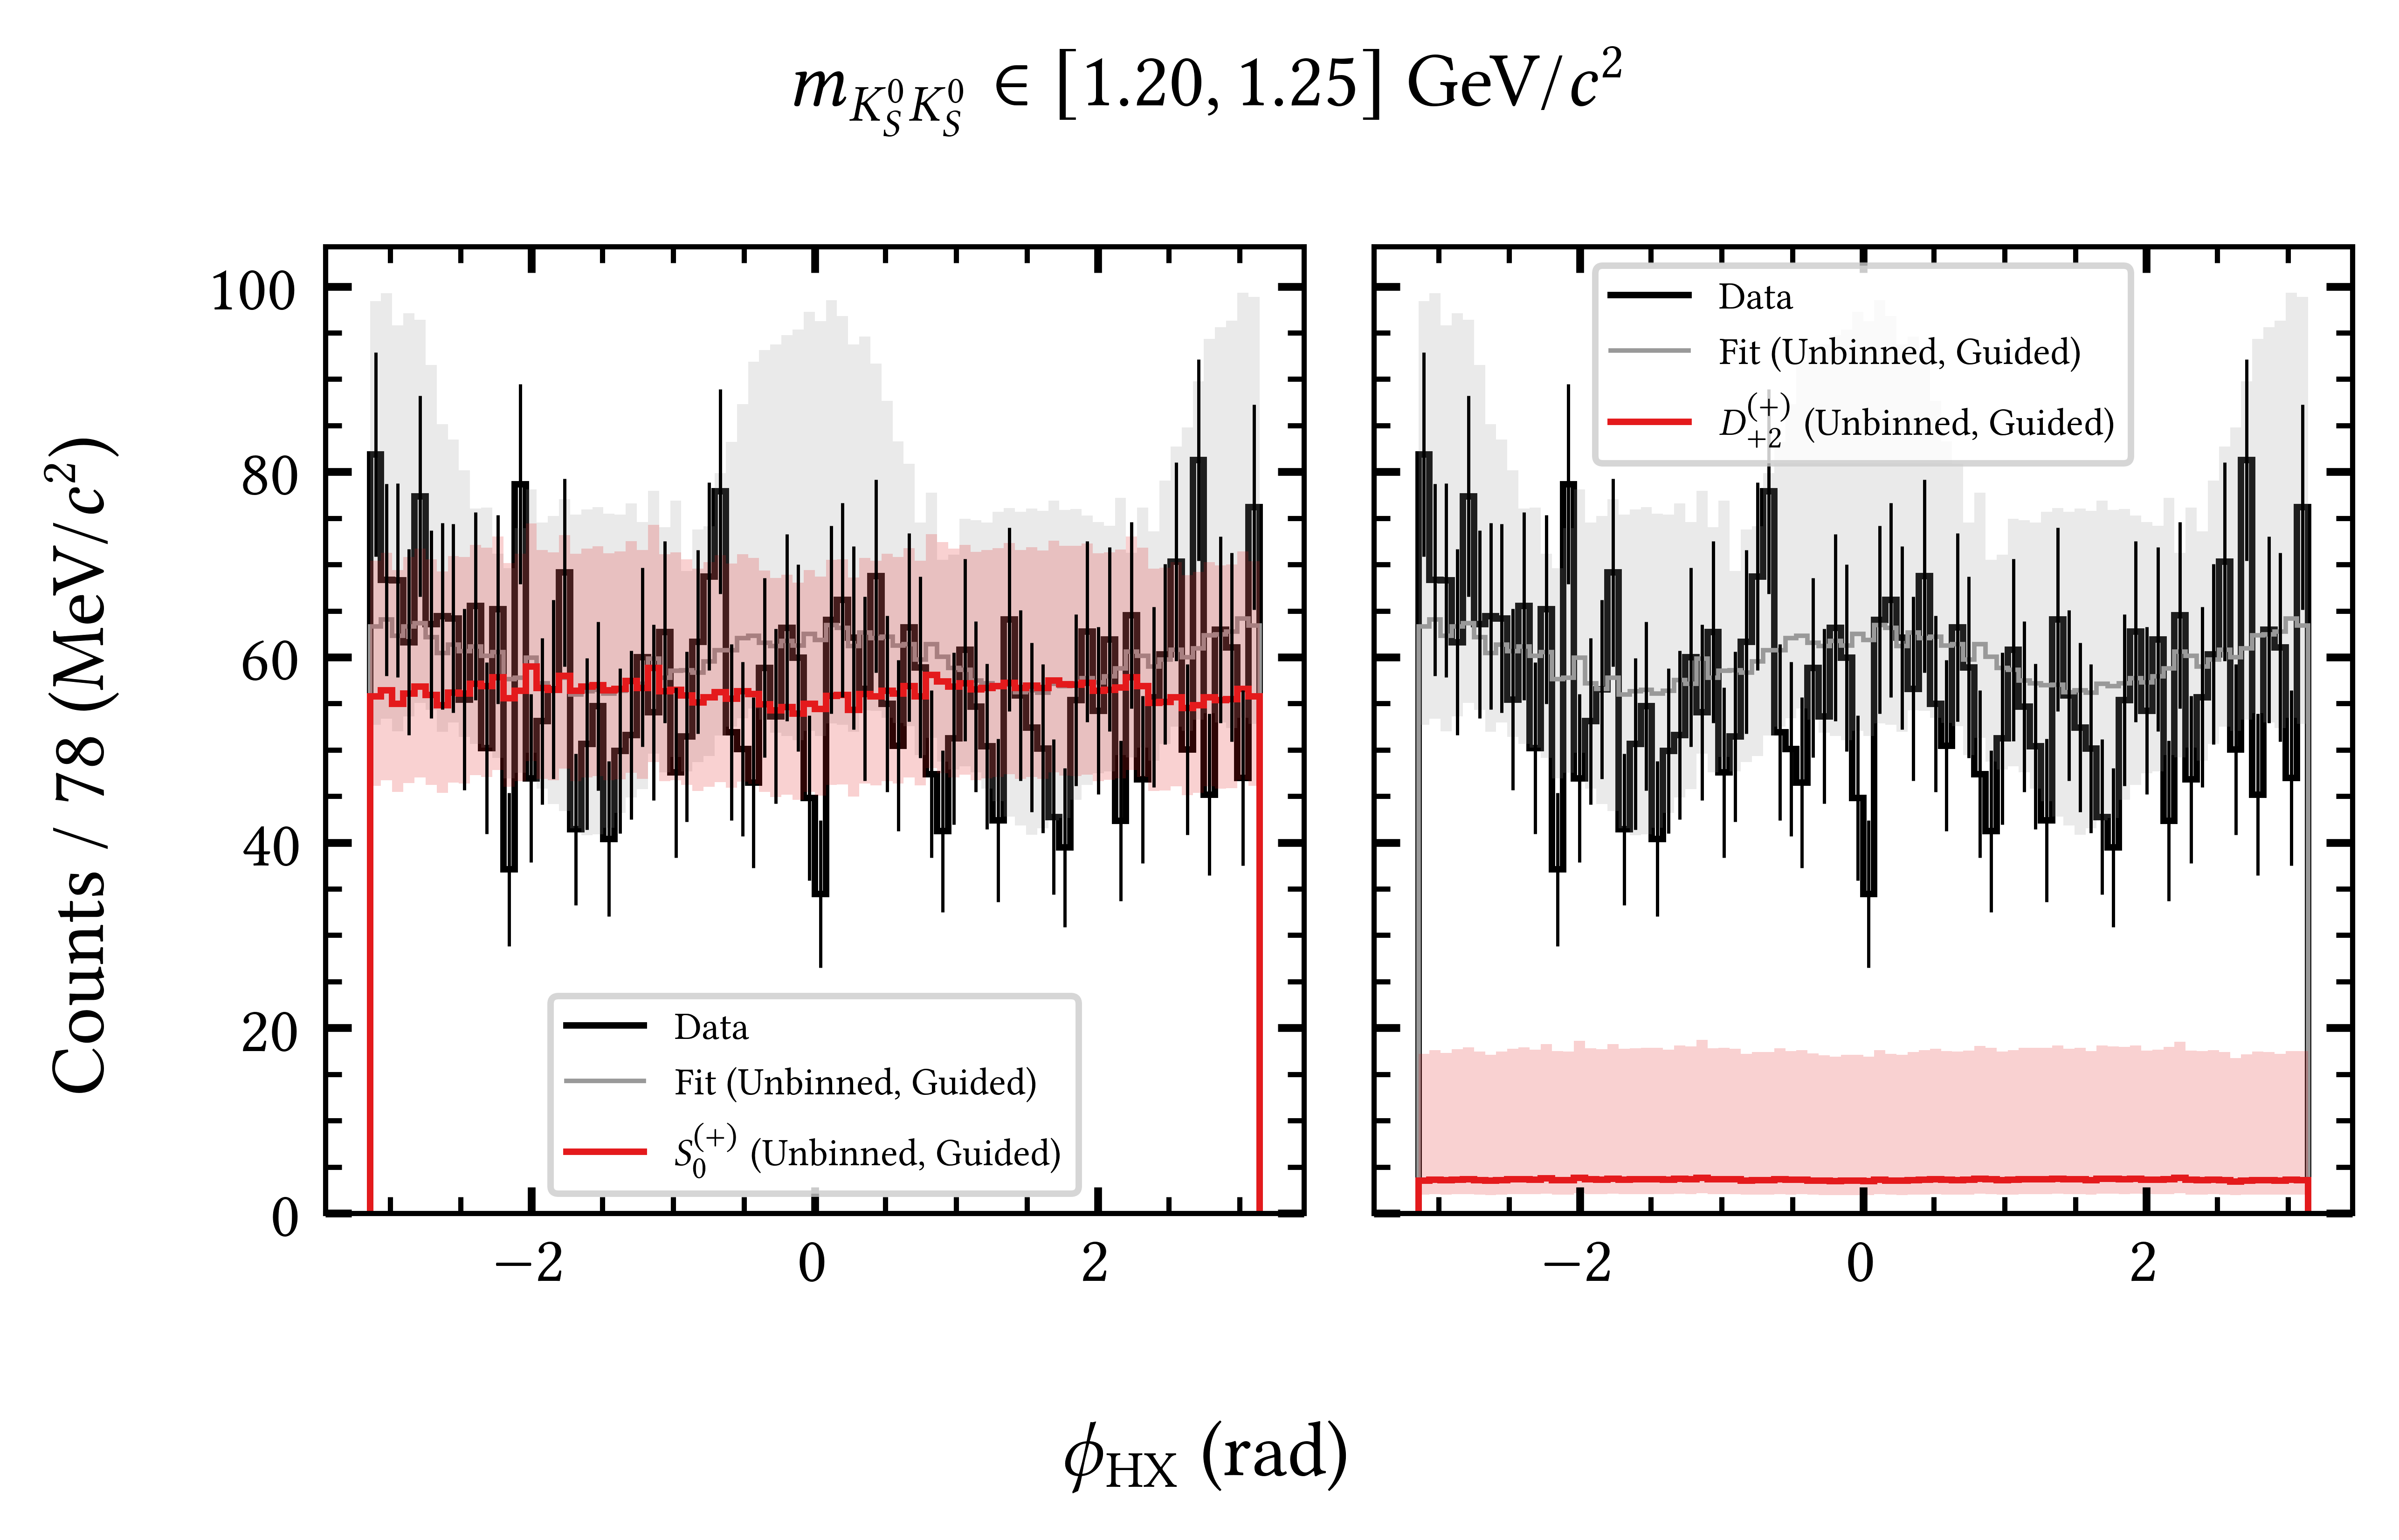 m_{K_S^0 K_S^0} ∈ [1.20, 1.25] GeV/c²
Counts / 78 (MeV/c²)
100
80
60
40
20
0
Data
Fit (Unbinned, Guided)
S_0^{(+)} (Unbinned, Guided)
−2
0
2
Data
Fit (Unbinned, Guided)
D_{+2}^{(+)} (Unbinned, Guided)
−2
0
2
ϕ_{HX} (rad)